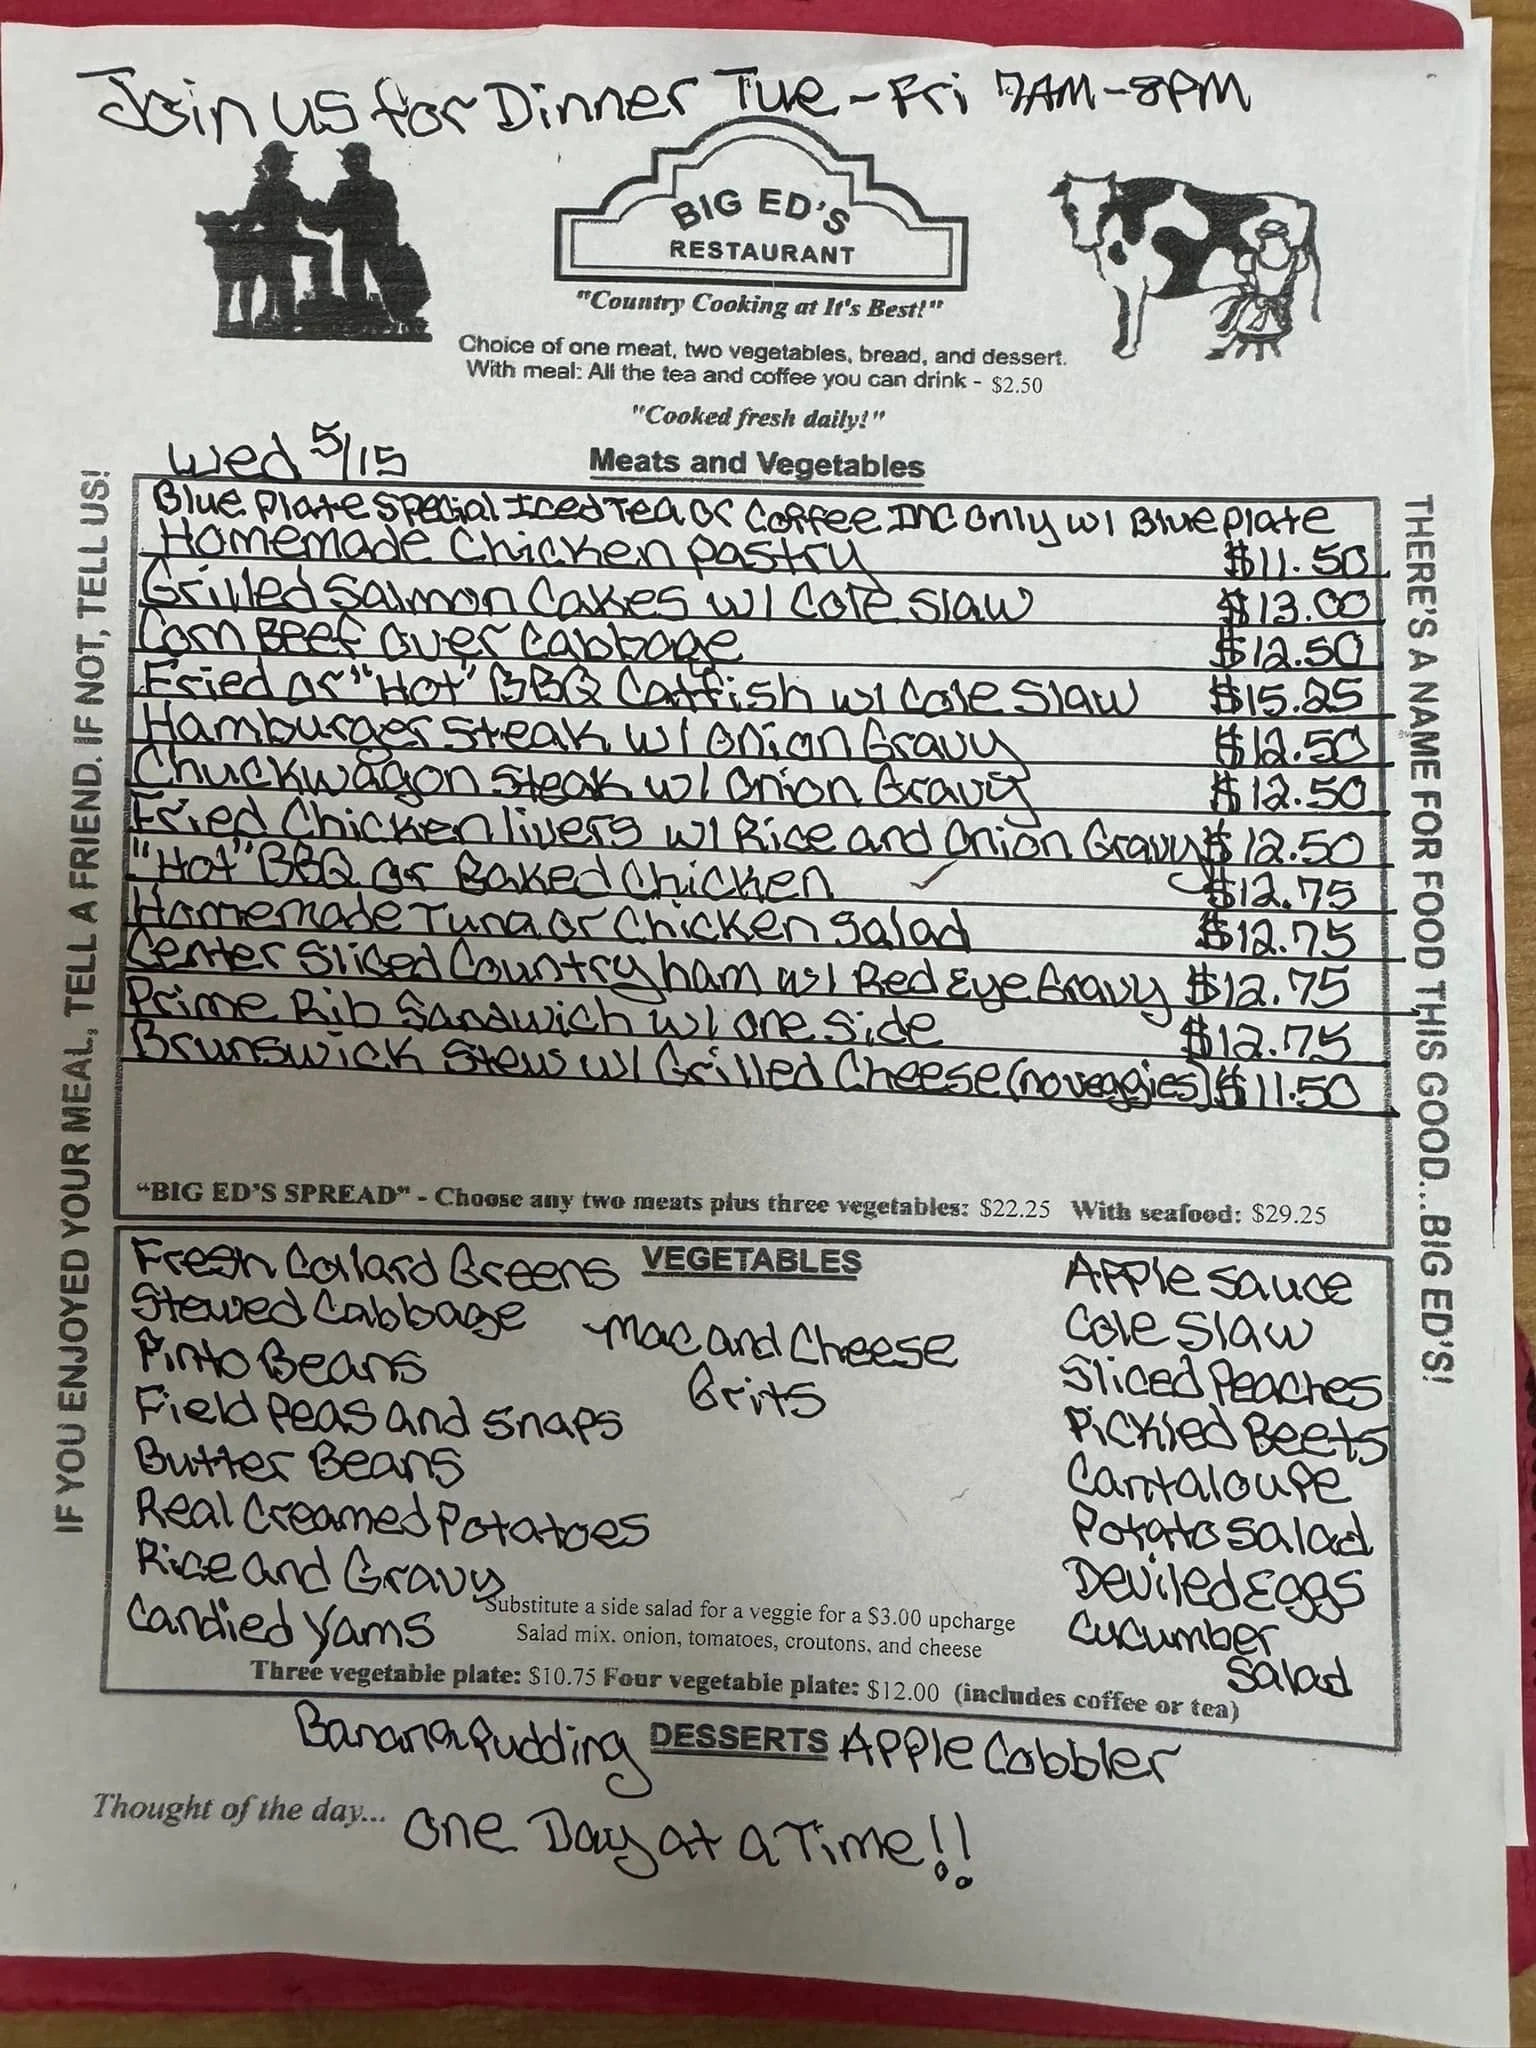 Join us for Dinner Tue - Fri 7AM-8PM
BIG ED'S
RESTAURANT
"Country Cooking at It's Best!"
Choice of one meat, two vegetables, bread, and dessert.
With meal: All the tea and coffee you can drink - $2.50
"Cooked fresh daily!"
Wed 5/15
Meats and Vegetables
Blue Plate Special Iced Tea or Coffee INC only w/ Blue plate
Homemade Chicken pastry $11.50
Grilled Salmon Cakes w/ Cole Slaw $13.00
Corn Beef over Cabbage $12.50
Fried or "Hot" BBQ Catfish w/ Cole Slaw $15.25
Hamburger Steak w/ Onion Gravy $12.50
Chuckwagon Steak w/ Onion Gravy $12.50
Fried Chicken livers w/ Rice and Onion Gravy $12.50
"Hot" BBQ or Baked Chicken $12.75
Homemade Tuna or Chicken Salad $12.75
Center Sliced Country ham w/ Red Eye Gravy $12.75
Prime Rib Sandwich w/ one side $12.75
Brunswick Stew w/ Grilled Cheese (no veggies) $11.50
"BIG ED'S SPREAD" - Choose any two meats plus three vegetables: $22.25 With seafood: $29.25
IF YOU ENJOYED YOUR MEAL, TELL A FRIEND. IF NOT, TELL US!
THERE'S A NAME FOR FOOD THIS GOOD...BIG ED'S!
VEGETABLES
Fresh Collard Greens
Stewed Cabbage
Pinto Beans
Field Peas and Snaps
Butter Beans
Real Creamed Potatoes
Rice and Gravy
Candied Yams
Mac and Cheese
Grits
Apple Sauce
Cole Slaw
Sliced Peaches
Pickled Beets
Cantaloupe
Potato Salad
Deviled Eggs
Cucumber
Salad
Substitute a side salad for a veggie for a $3.00 upcharge
Salad mix, onion, tomatoes, croutons, and cheese
Three vegetable plate: $10.75 Four vegetable plate: $12.00 (includes coffee or tea)
Banana Pudding DESSERTS Apple Cobbler
Thought of the day... One Day at a Time!!